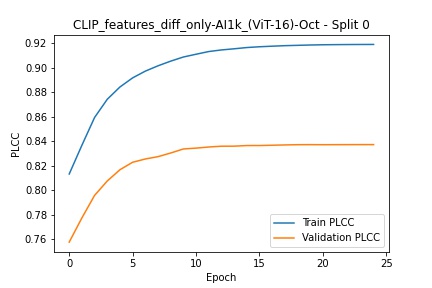 CLIP_features_diff_only-AI1k_(ViT-16)-Oct - Split 0
PLCC
0.92
0.90
0.88
0.86
0.84
0.82
0.80
0.78
0.76
Train PLCC
Validation PLCC
0 5 10 15 20 25
Epoch